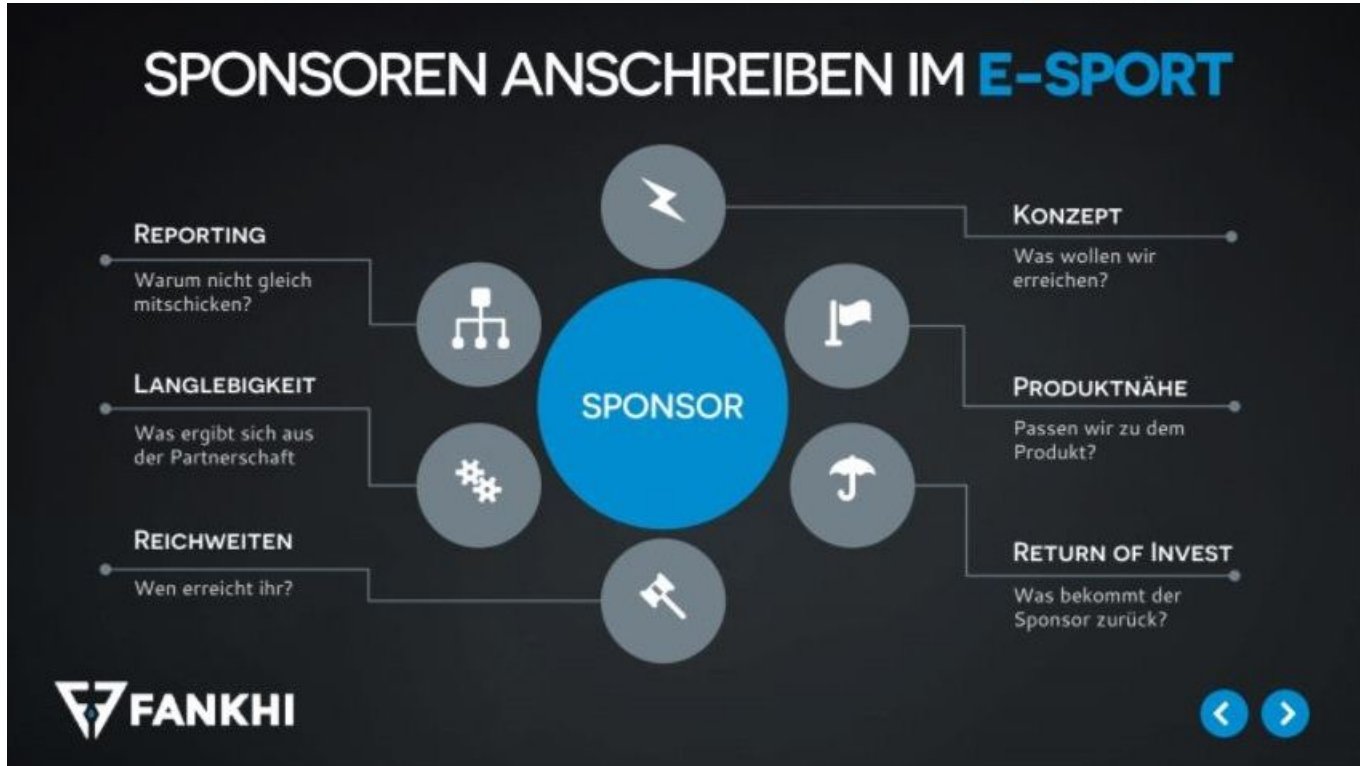 SPONSOREN ANSCHREIBEN IM E-SPORT
REPORTING
Warum nicht gleich
mitschicken?
LANGLEBIGKEIT
Was ergibt sich aus
der Partnerschaft
REICHWEITEN
Wen erreicht ihr?
SPONSOR
KONZEPT
Was wollen wir
erreichen?
PRODUKTNÄHE
Passen wir zu dem
Produkt?
RETURN OF INVEST
Was bekommt der
Sponsor zurück?
FANKHI